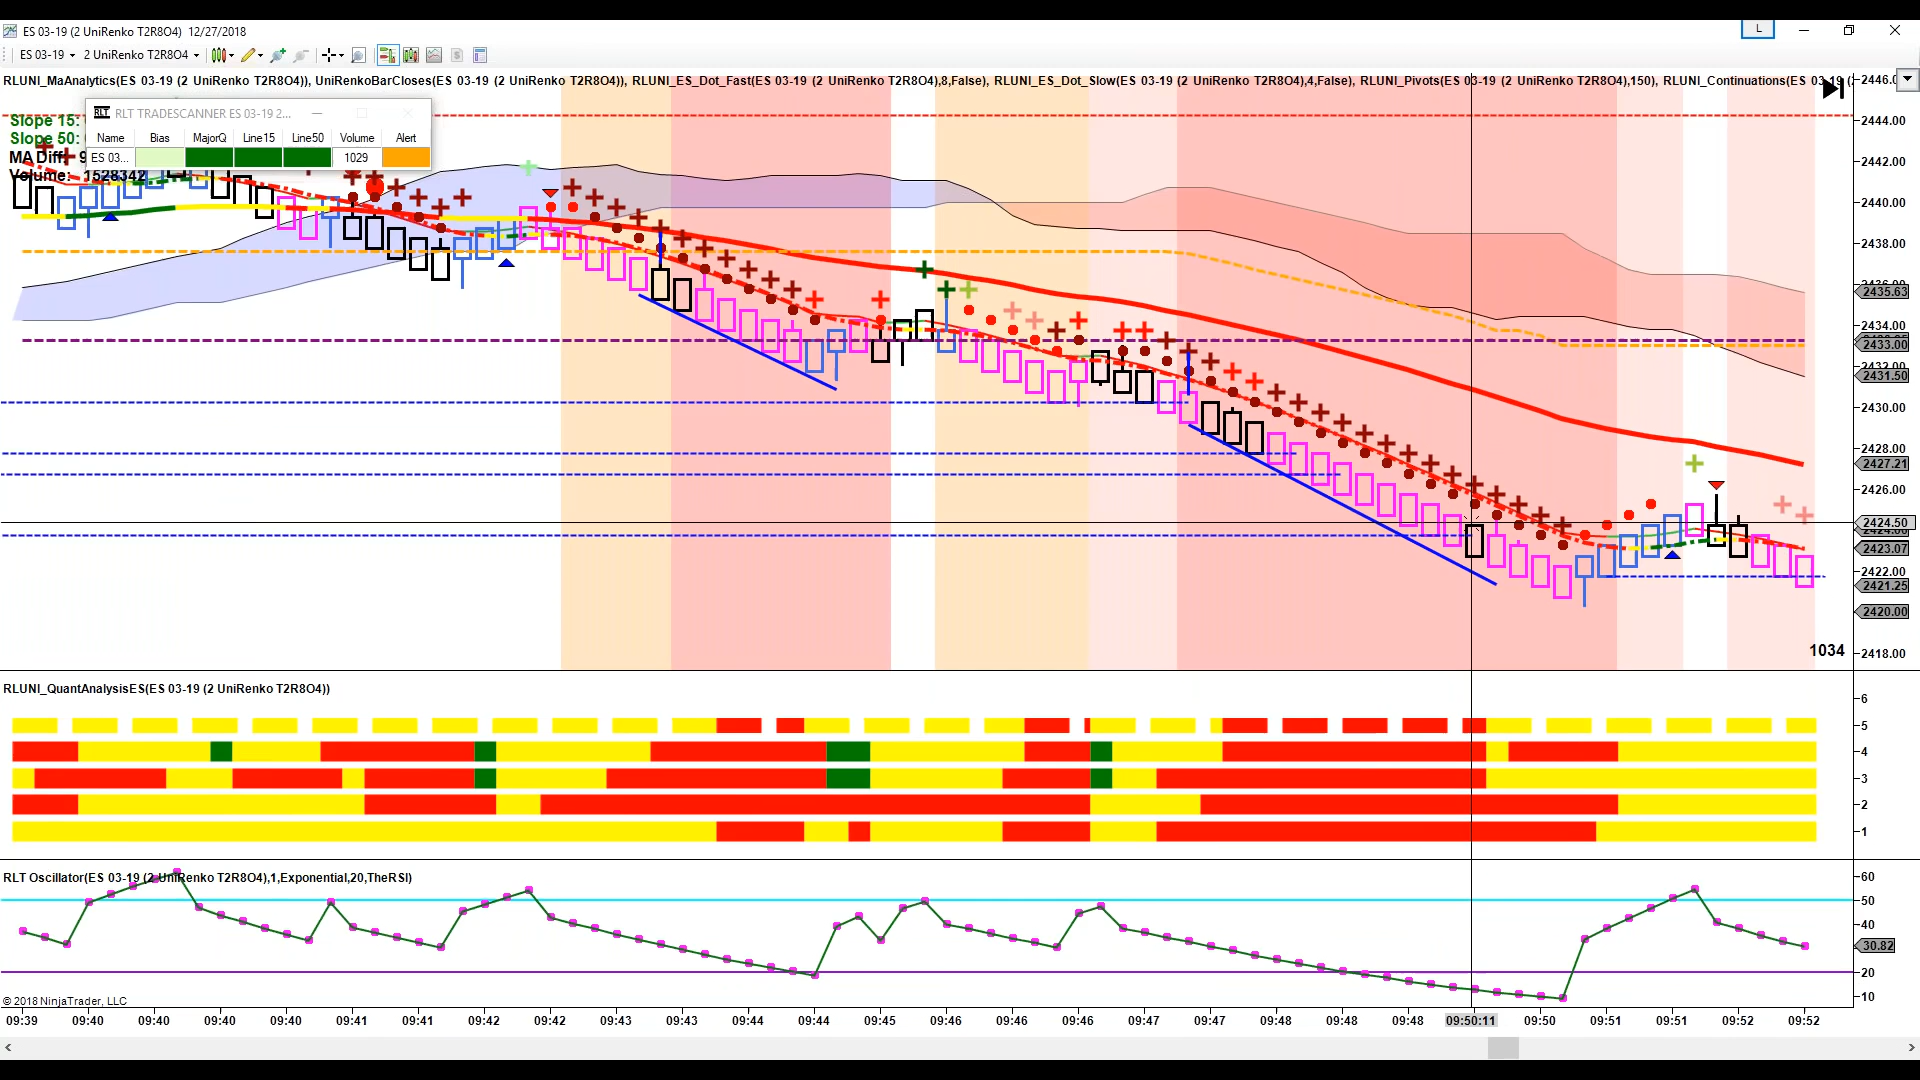 ES 03-19 (2 UniRenko T2R8O4) 12/27/2018
L
ES 03-19 2 UniRenko T2R8O4
RLUNI_MaAnalytics(ES 03-19 (2 UniRenko T2R8O4)), UniRenkoBarCloses(ES 03-19 (2 UniRenko T2R8O4)), RLUNI_ES_Dot_Fast(ES 03-19 (2 UniRenko T2R8O4),8,False), RLUNI_ES_Dot_Slow(ES 03-19 (2 UniRenko T2R8O4),4,False), RLUNI_Pivots(ES 03-19 (2 UniRenko T2R8O4),150), RLUNI_Continuations(ES 03-19 (
RLT RLT TRADESCANNER ES 03-19 2...
Name Bias MajorQ Line15 Line50 Volume Alert
ES 03... 1029
Slope 15:
Slope 50:
MA Diff: 9
Volume: 1528342
2444.00
2442.00
2440.00
2438.00
2435.63
2434.00
2433.00
2432.00
2431.50
2430.00
2428.00
2427.21
2426.00
2424.50
2423.07
2422.00
2421.25
2420.00
1034
2418.00
RLUNI_QuantAnalysisES(ES 03-19 (2 UniRenko T2R8O4))
6
5
4
3
2
1
RLT Oscillator(ES 03-19 (2 UniRenko T2R8O4),1,Exponential,20,TheRSI)
60
50
40
30.82
20
10
© 2018 NinjaTrader, LLC
09:39 09:40 09:40 09:40 09:40 09:41 09:41 09:42 09:42 09:43 09:43 09:44 09:44 09:45 09:46 09:46 09:46 09:47 09:47 09:48 09:48 09:48 09:50:11 09:50 09:51 09:51 09:52 09:52